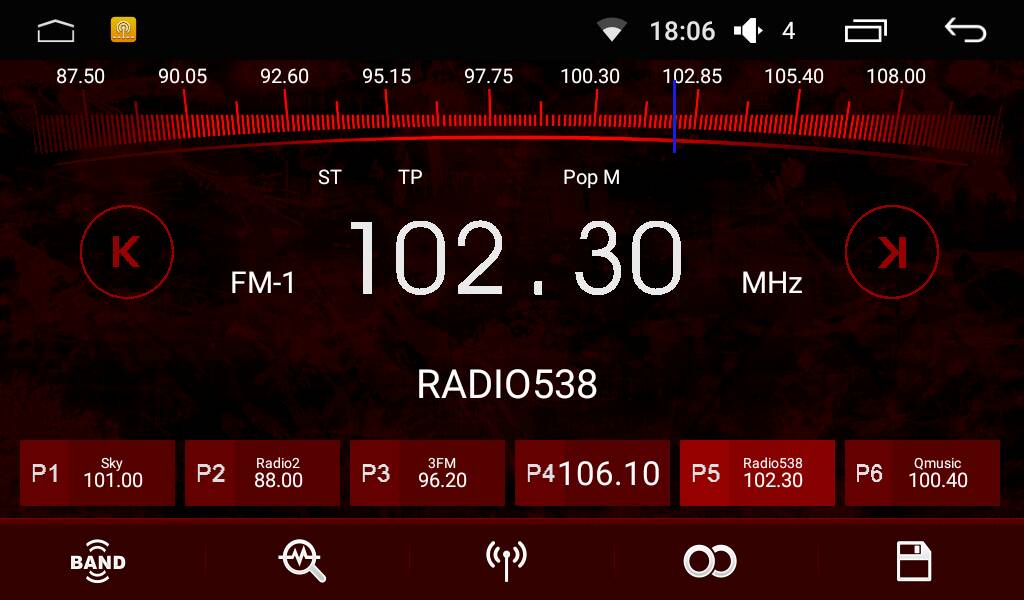 18:06 4
87.50 90.05 92.60 95.15 97.75 100.30 102.85 105.40 108.00
ST TP Pop M
FM-1 102.30 MHz
RADIO538
P1 Sky 101.00
P2 Radio2 88.00
P3 3FM 96.20
P4 106.10
P5 Radio538 102.30
P6 Qmusic 100.40
BAND